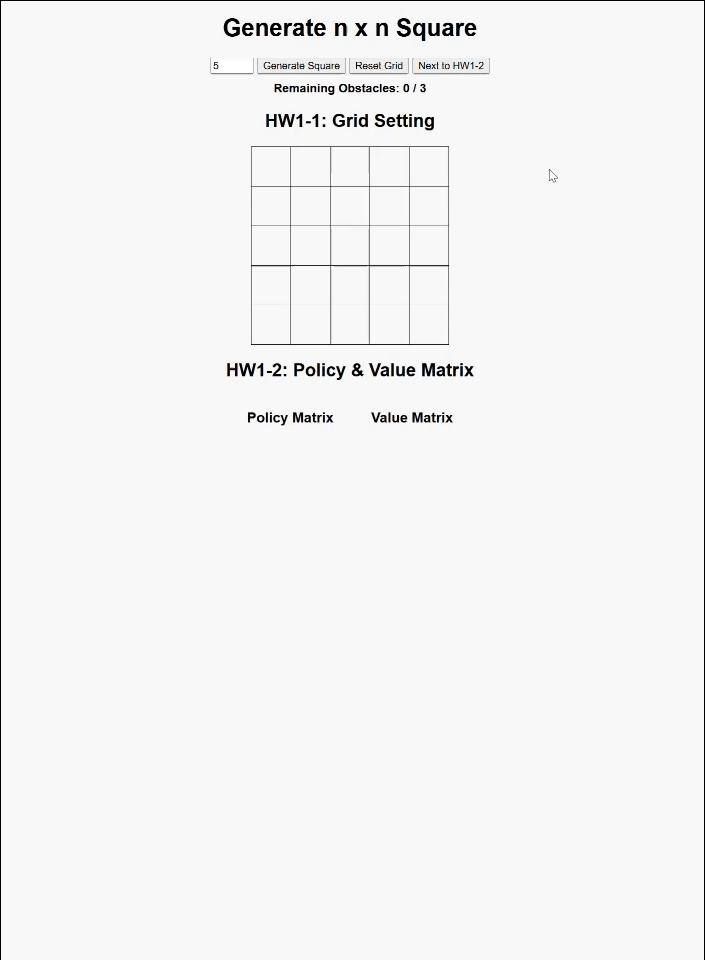 Generate n x n Square
5 Generate Square Reset Grid Next to HW1-2
Remaining Obstacles: 0 / 3
HW1-1: Grid Setting
HW1-2: Policy & Value Matrix
Policy Matrix Value Matrix